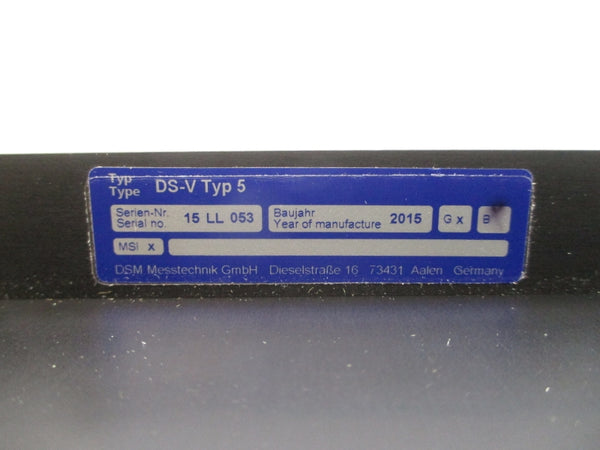 Typ
Type DS-V Typ 5
Serien-Nr.
Serial no. 15 LL 053
Baujahr
Year of manufacture 2015
G x
B
MSI x
DSM Messtechnik GmbH Dieselstraße 16 73431 Aalen Germany